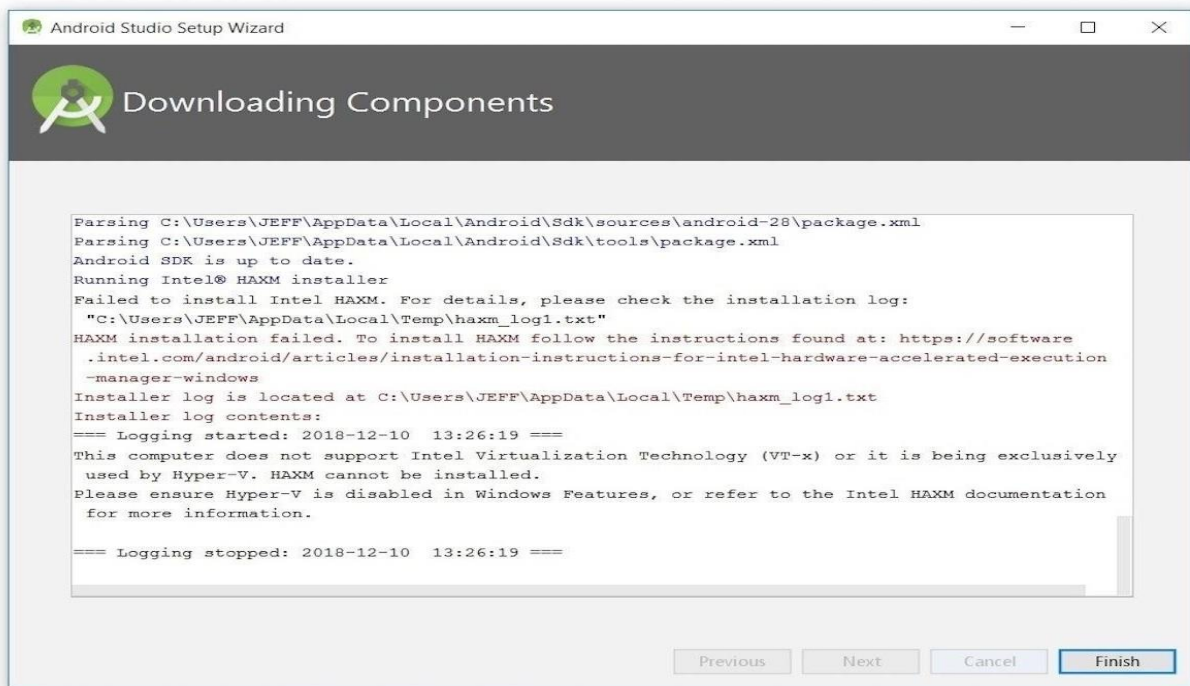 Android Studio Setup Wizard
Downloading Components
Parsing C:\Users\JEFF\AppData\Local\Android\Sdk\sources\android-28\package.xml
Parsing C:\Users\JEFF\AppData\Local\Android\Sdk\tools\package.xml
Android SDK is up to date.
Running Intel® HAXM installer
Failed to install Intel HAXM. For details, please check the installation log:
"C:\Users\JEFF\AppData\Local\Temp\haxm_log1.txt"
HAXM installation failed. To install HAXM follow the instructions found at: https://software
.intel.com/android/articles/installation-instructions-for-intel-hardware-accelerated-execution
-manager-windows
Installer log is located at C:\Users\JEFF\AppData\Local\Temp\haxm_log1.txt
Installer log contents:
=== Logging started: 2018-12-10  13:26:19 ===
This computer does not support Intel Virtualization Technology (VT-x) or it is being exclusively
used by Hyper-V. HAXM cannot be installed.
Please ensure Hyper-V is disabled in Windows Features, or refer to the Intel HAXM documentation
for more information.
=== Logging stopped: 2018-12-10  13:26:19 ===
Previous
Next
Cancel
Finish